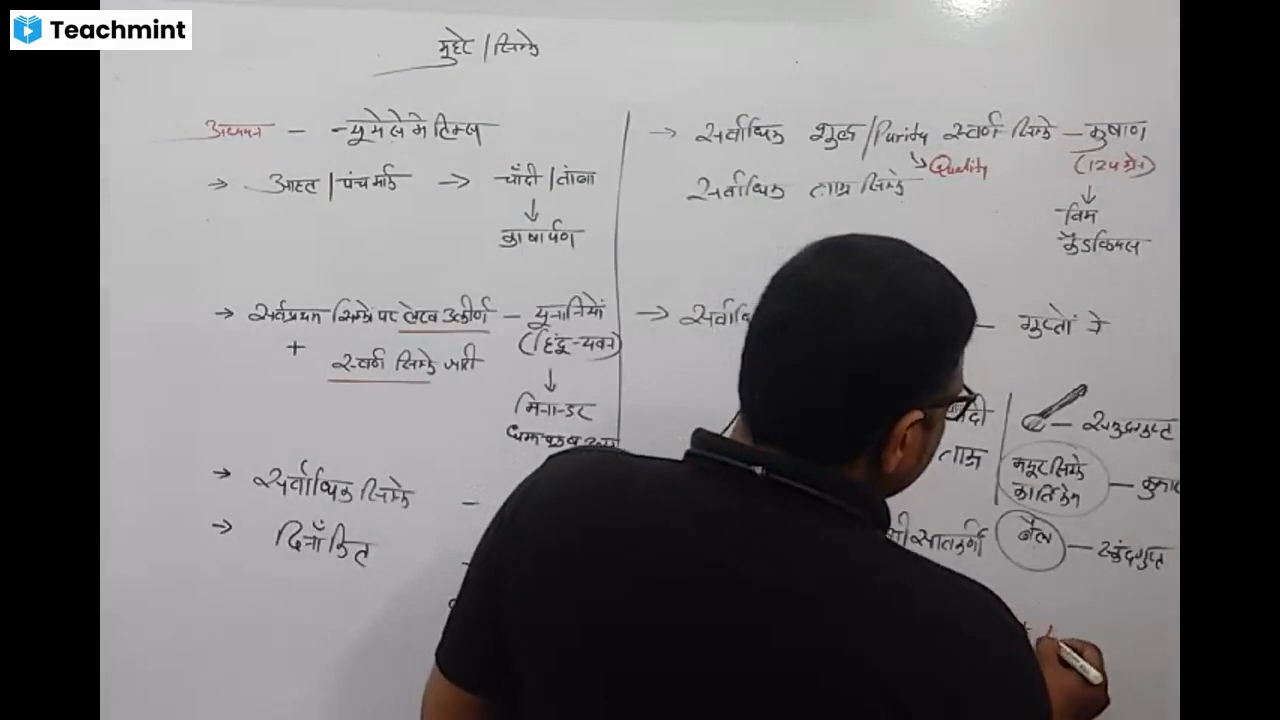 Teachmint
मुद्राएं / सिक्के
अध्ययन - न्यूमेसमेटिक्स
→ आहत / पंचमार्क → चाँदी / तांबा
↓
कार्षापण
→ सर्वप्रथम सिक्के पर लेख उत्कीर्ण - यूनानियों
+ स्वर्ण सिक्के जारी (हिंद-यवन)
↓
मिनान्डर
→ सर्वाधिक सिक्के -
→ दिनाँकित
→ सर्वाधिक शुद्ध / Purity स्वर्ण सिक्के - कुषाण
Quality
सर्वाधिक ताम्र सिक्के
(124 ग्रेन)
↓
विम
कैडफिसस
→ सर्वाधि - गुप्तों ने
- समुद्रगुप्त
मयूर सिक्के
कार्तिकेय - कुमा
सातकर्णी
बैल - स्कंदगुप्त